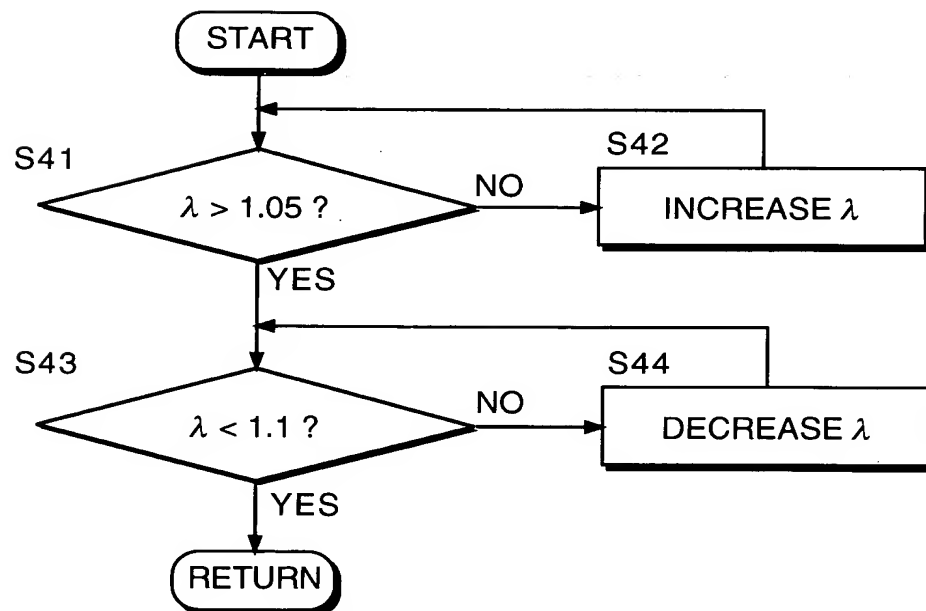 START
S41
λ > 1.05 ?
NO
S42
INCREASE λ
YES
S43
λ < 1.1 ?
NO
S44
DECREASE λ
YES
RETURN